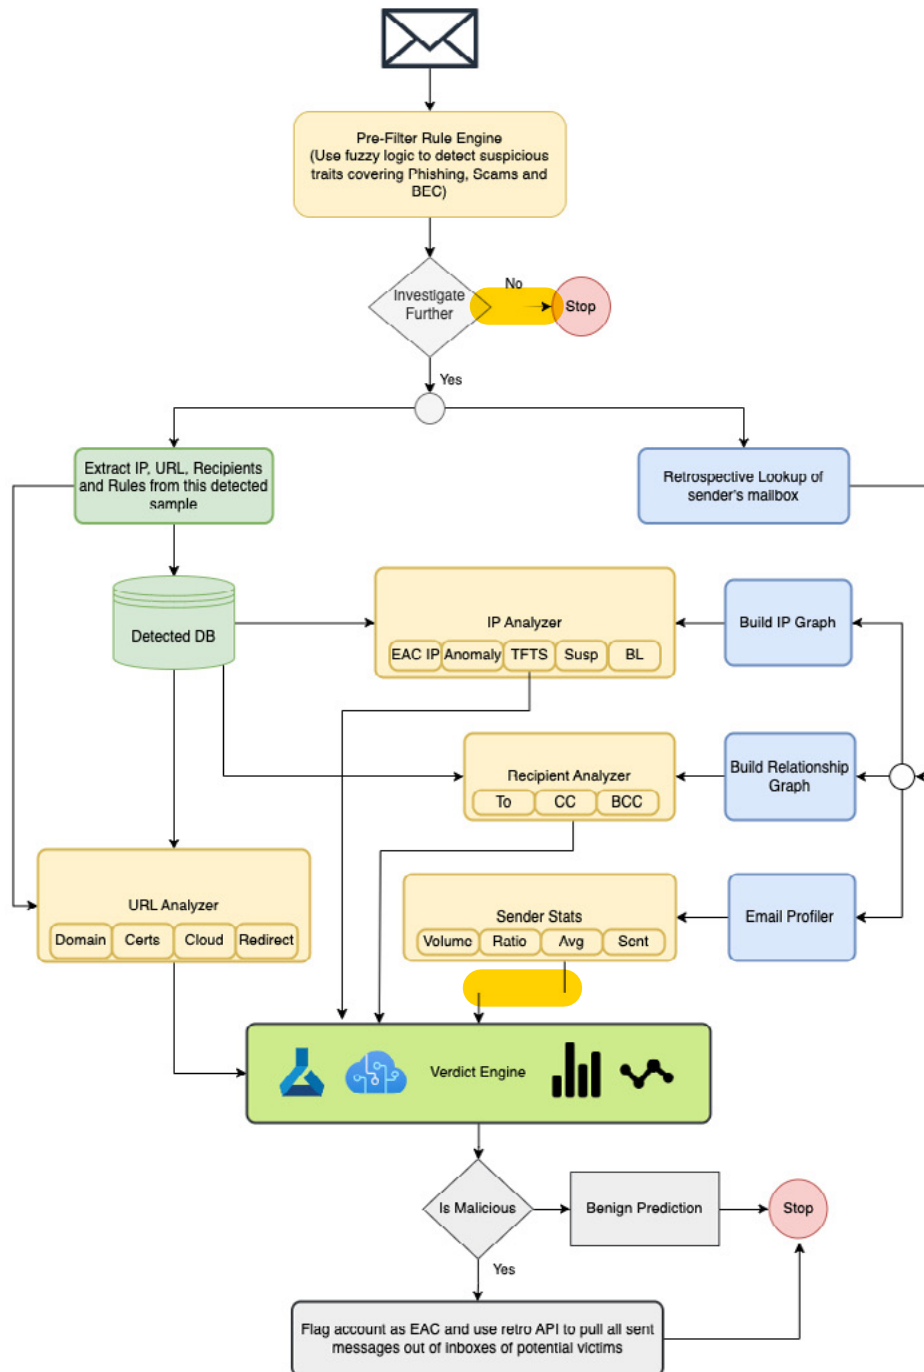 Pre-Filter Rule Engine
(Use fuzzy logic to detect suspicious
traits covering Phishing, Scams and
BEC)
Investigate
Further
No
Stop
Yes
Extract IP, URL, Recipients
and Rules from this detected
sample
Retrospective Lookup of
sender's mailbox
Detected DB
IP Analyzer
EAC IP
Anomaly
TFTS
Susp
BL
Build IP Graph
Recipient Analyzer
To
CC
BCC
Build Relationship
Graph
URL Analyzer
Domain
Certs
Cloud
Redirect
Sender Stats
Volume
Ratio
Avg
Sent
Email Profiler
Verdict Engine
Is Malicious
Benign Prediction
Stop
Yes
Flag account as EAC and use retro API to pull all sent
messages out of inboxes of potential victims